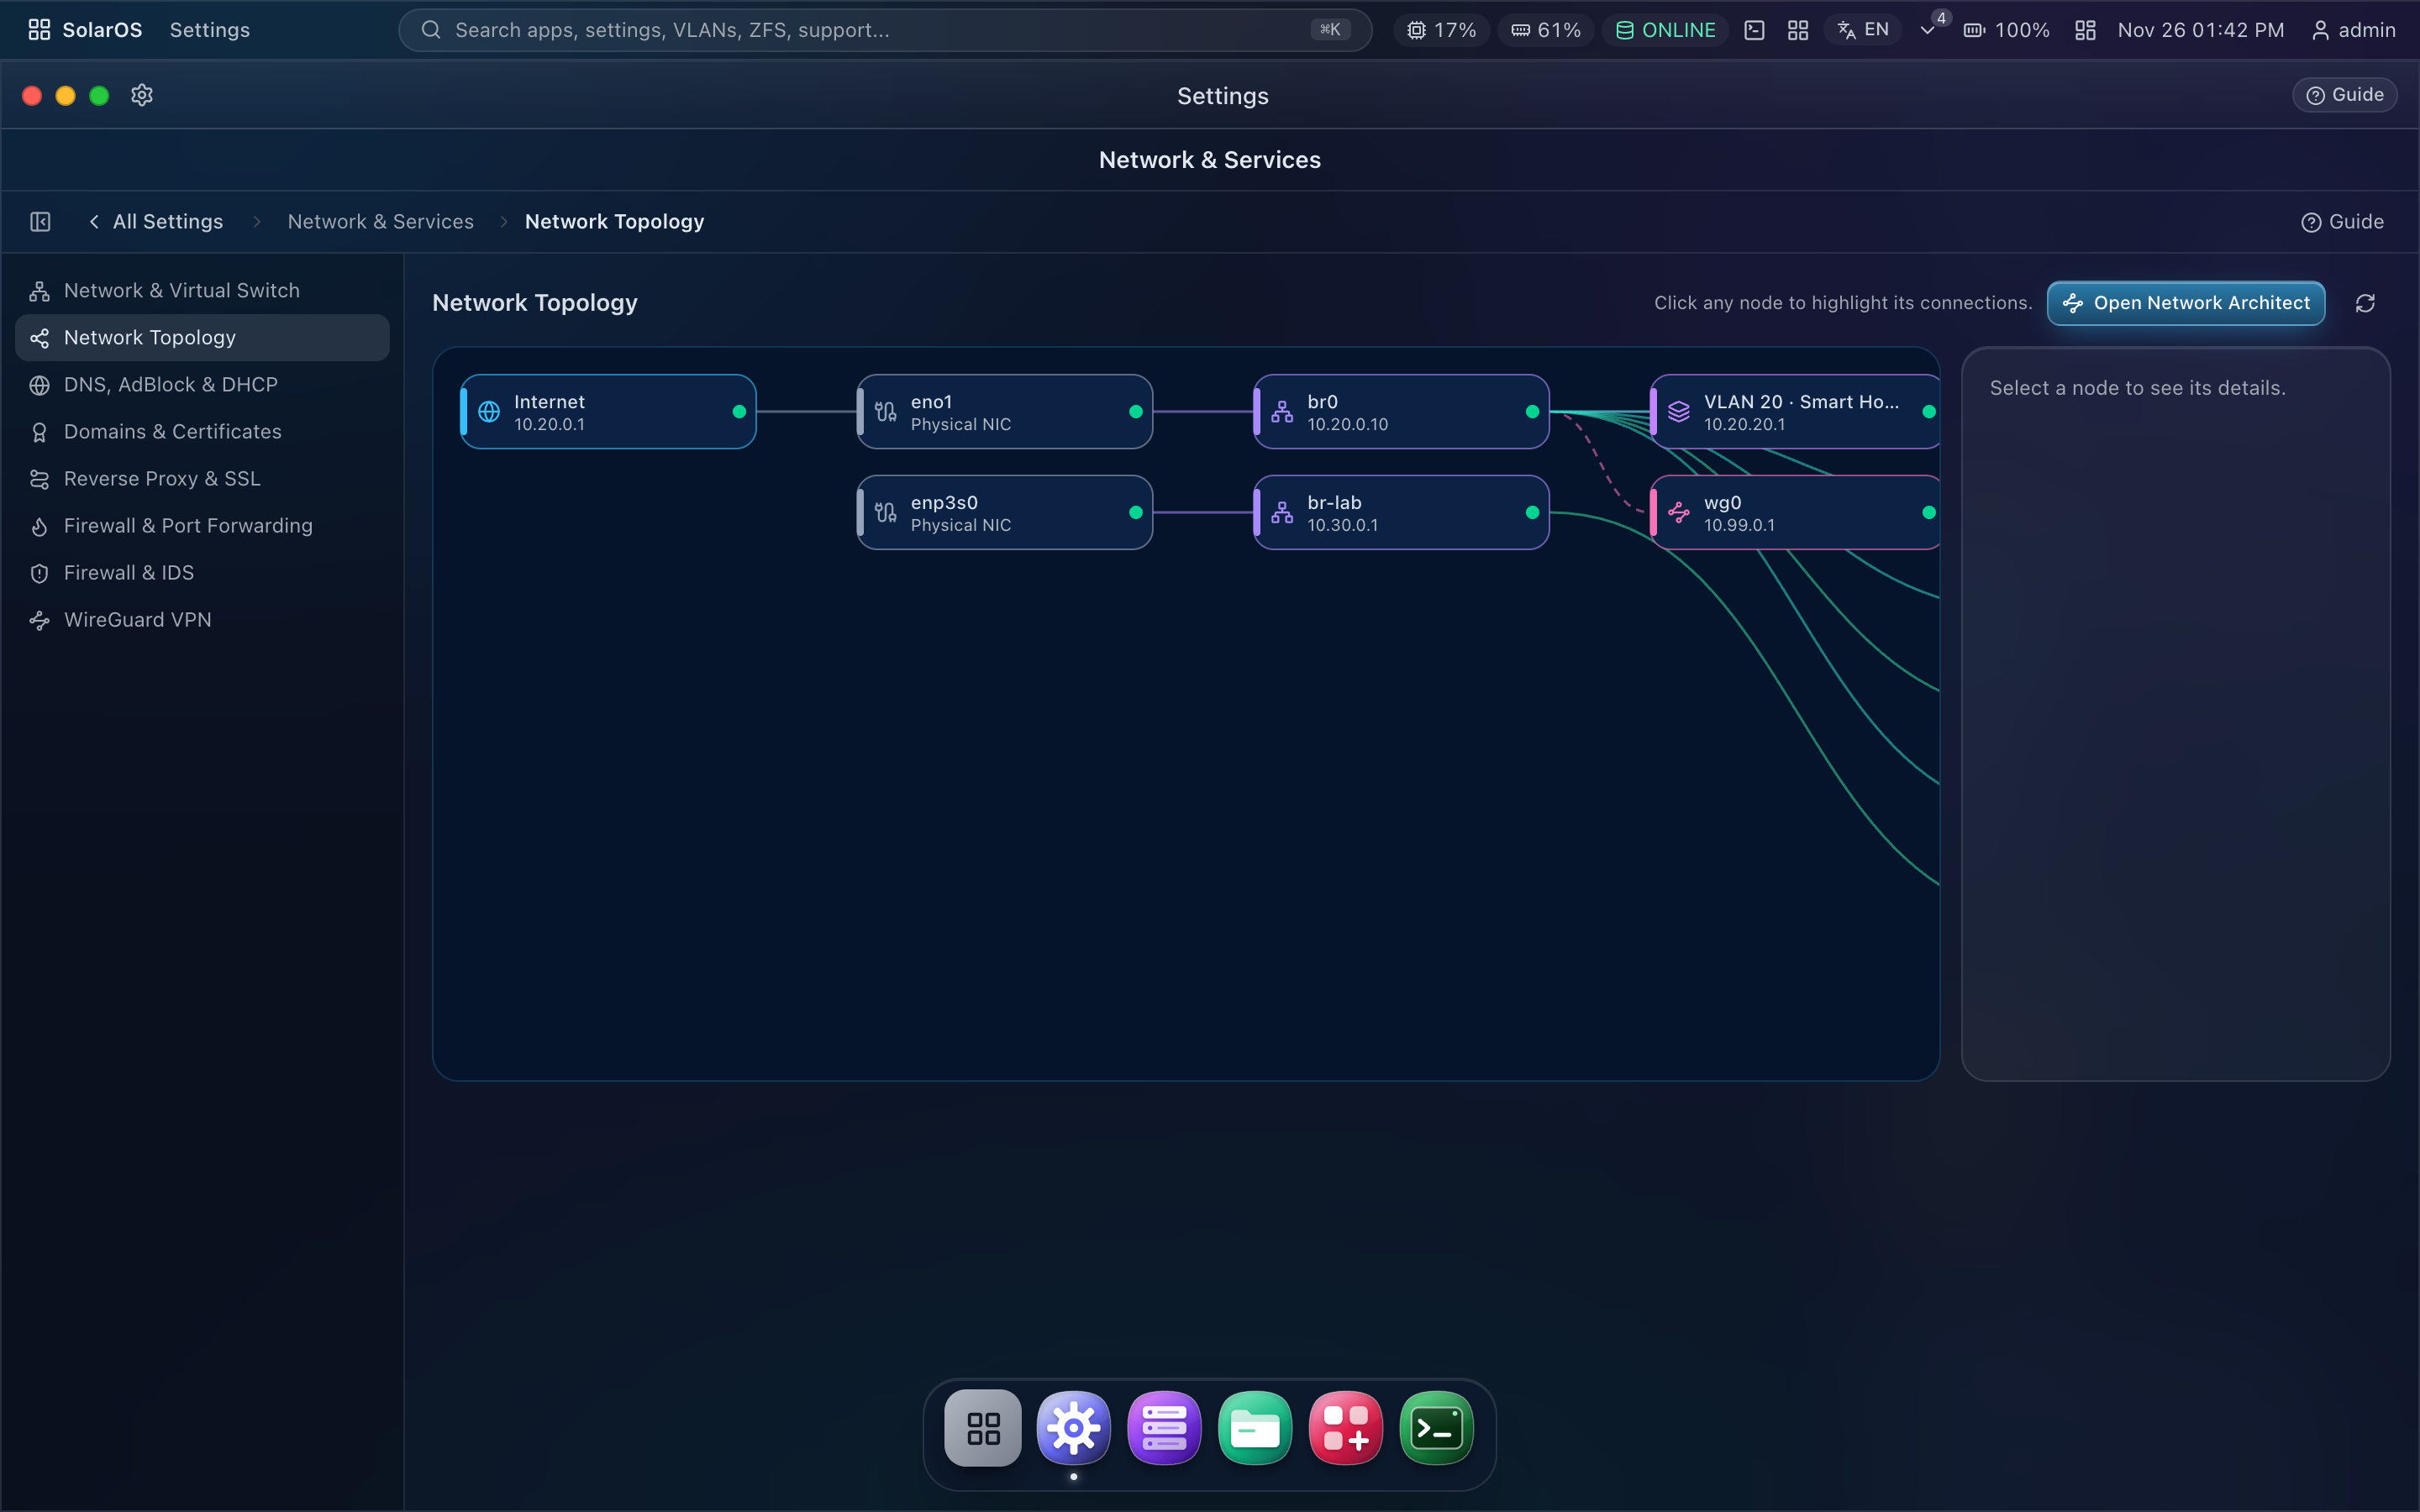 SolarOS Settings Search apps, settings, VLANs, ZFS, support... ⌘K 17% 61% ONLINE EN 4 100% Nov 26 01:42 PM admin
Settings Guide
Network & Services
All Settings Network & Services Network Topology Guide
Network & Virtual Switch
Network Topology
DNS, AdBlock & DHCP
Domains & Certificates
Reverse Proxy & SSL
Firewall & Port Forwarding
Firewall & IDS
WireGuard VPN
Network Topology Click any node to highlight its connections. Open Network Architect
Internet
10.20.0.1
eno1
Physical NIC
br0
10.20.0.10
VLAN 20 · Smart Ho...
10.20.20.1
enp3s0
Physical NIC
br-lab
10.30.0.1
wg0
10.99.0.1
Select a node to see its details.